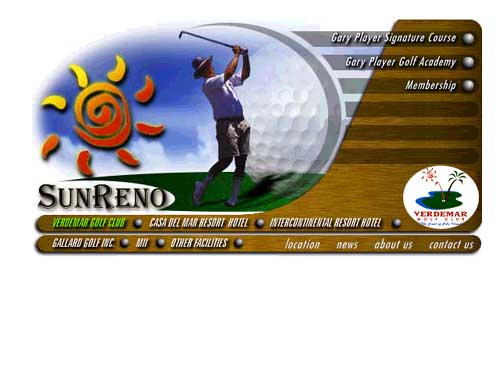 Gary Player Signature Course
Gary Player Golf Academy
Membership
SUNRENO
VERDEMAR
GOLF CLUB
VERDEMAR GOLF CLUB CASA DEL MAR RESORT HOTEL INTERCONTINENTAL RESORT HOTEL
GALLARD GOLF INC. MII OTHER FACILITIES location news about us contact us